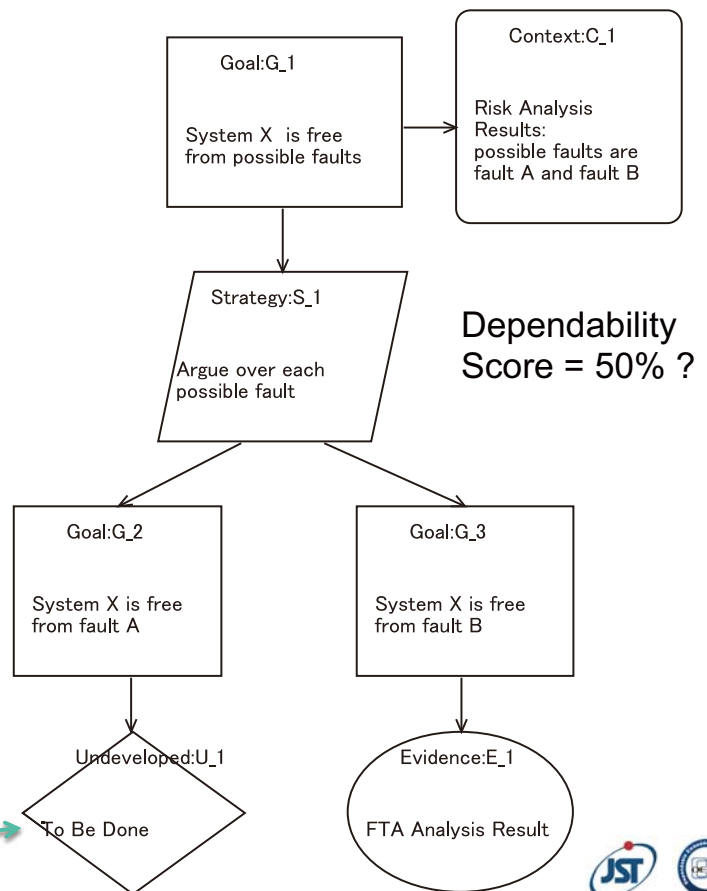 Goal:G_1
System X is free
from possible faults
Context:C_1
Risk Analysis
Results:
possible faults are
fault A and fault B
Strategy:S_1
Argue over each
possible fault
Dependability
Score = 50% ?
Goal:G_2
System X is free
from fault A
Goal:G_3
System X is free
from fault B
Undeveloped:U_1
To Be Done
Evidence:E_1
FTA Analysis Result
JST